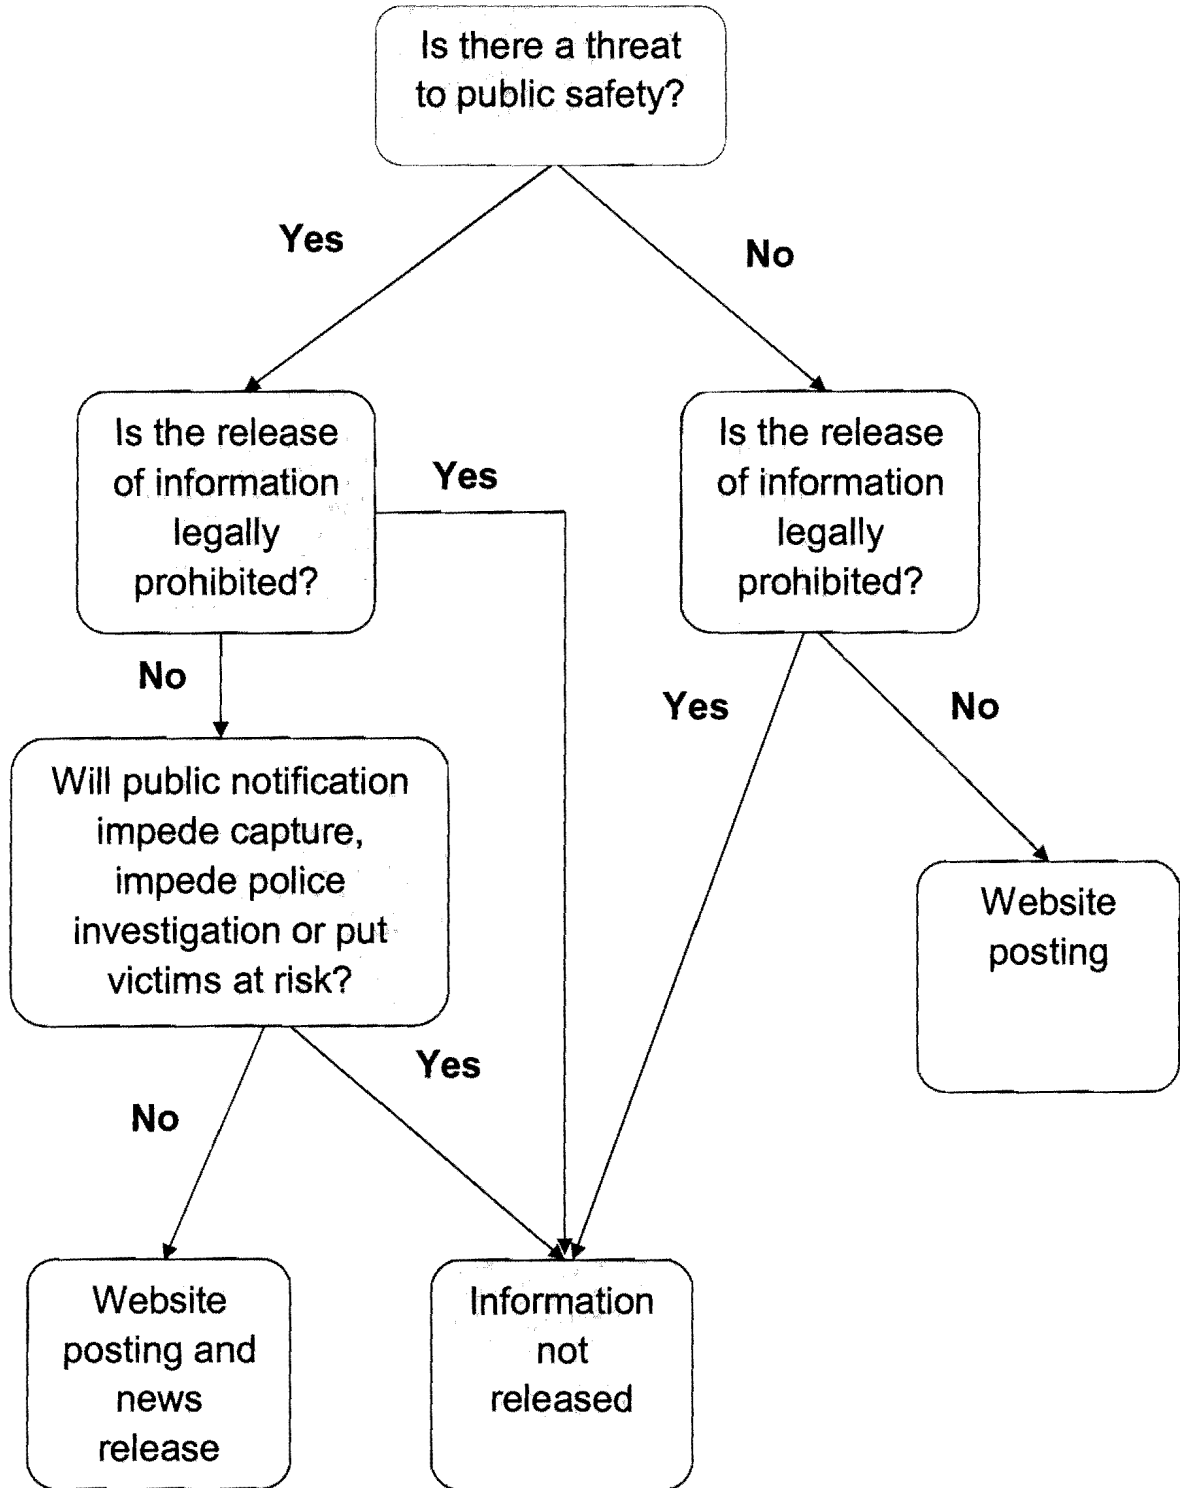 Is there a threat
to public safety?
Yes
No
Is the release
of information
legally
prohibited?
Yes
Is the release
of information
legally
prohibited?
No
Yes
No
Will public notification
impede capture,
impede police
investigation or put
victims at risk?
Website
posting
Yes
No
Website
posting and
news
release
Information
not
released